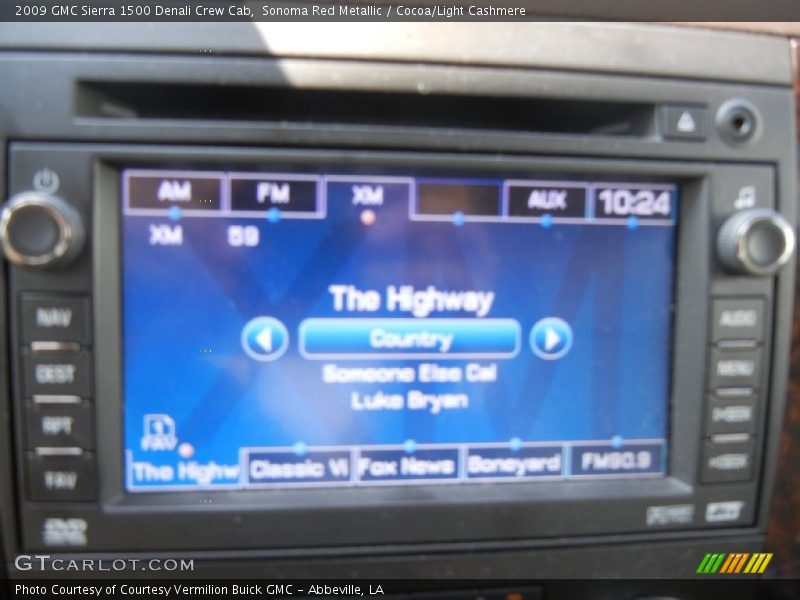 2009 GMC Sierra 1500 Denali Crew Cab, Sonoma Red Metallic / Cocoa/Light Cashmere
AM FM XM AUX 10:24
XM 59
The Highway
Country
Someone Else Cal
Luke Bryan
1
FAV
The Highw Classic Vi Fox News Boneyard FM90.9
NAV
DEST
RPT
FAV
AUDIO
MENU
>SEEK
<SEEK
DVD
GTCARLOT.COM
Photo Courtesy of Courtesy Vermilion Buick GMC - Abbeville, LA